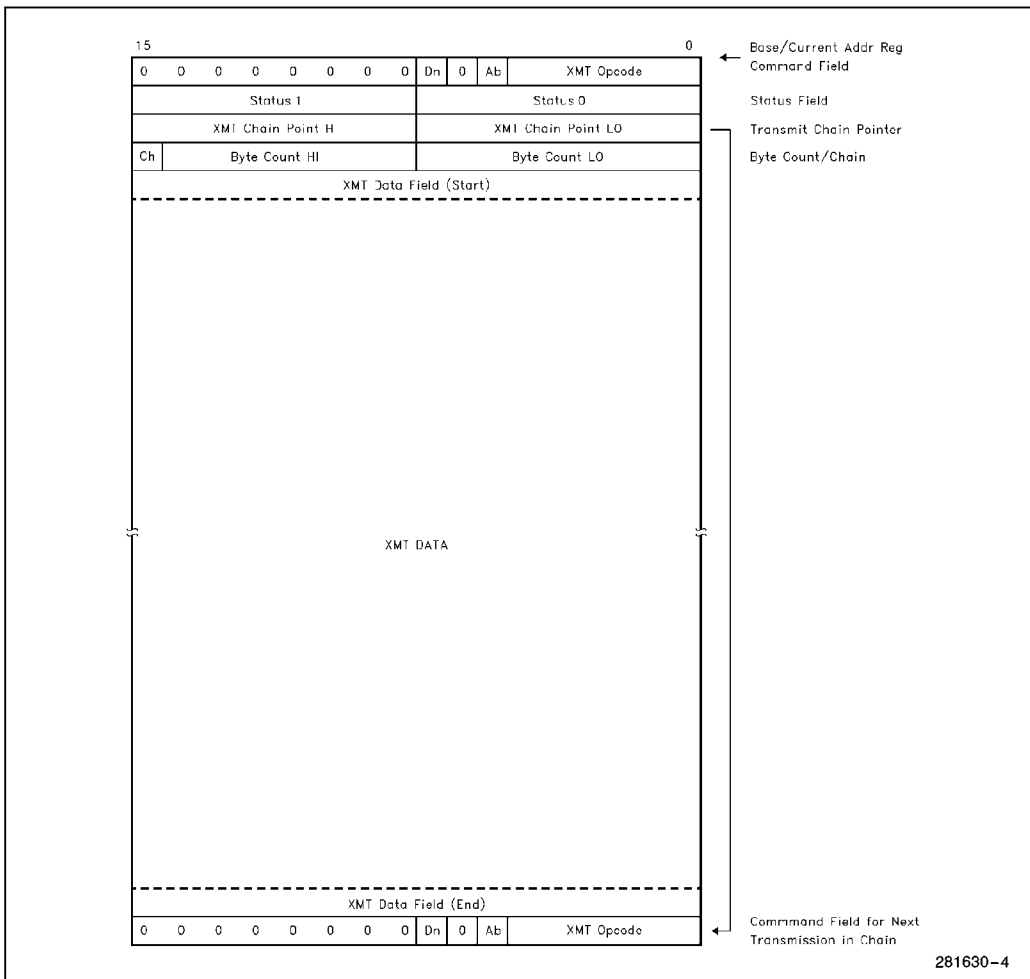 15 0
Base/Current Addr Reg
0 0 0 0 0 0 0 0 Dn 0 Ab XMT Opcode Command Field
Status 1 Status 0 Status Field
XMT Chain Point H XMT Chain Point LO Transmit Chain Pointer
Ch Byte Count HI Byte Count LO Byte Count/Chain
XMT Data Field (Start)
XMT DATA
XMT Data Field (End)
0 0 0 0 0 0 0 0 Dn 0 Ab XMT Opcode Commmand Field for Next
Transmission in Chain
281630–4